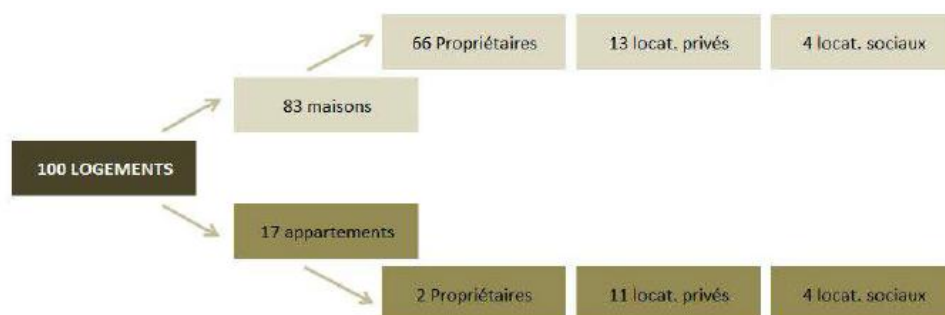 66 Propriétaires
13 locat. privés
4 locat. sociaux
83 maisons
100 LOGEMENTS
17 appartements
2 Propriétaires
11 locat. privés
4 locat. sociaux